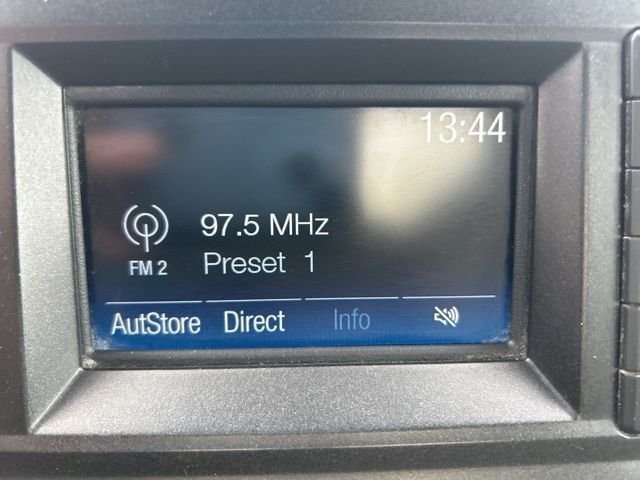 13:44
97.5 MHz
FM 2
Preset 1
AutStore Direct Info